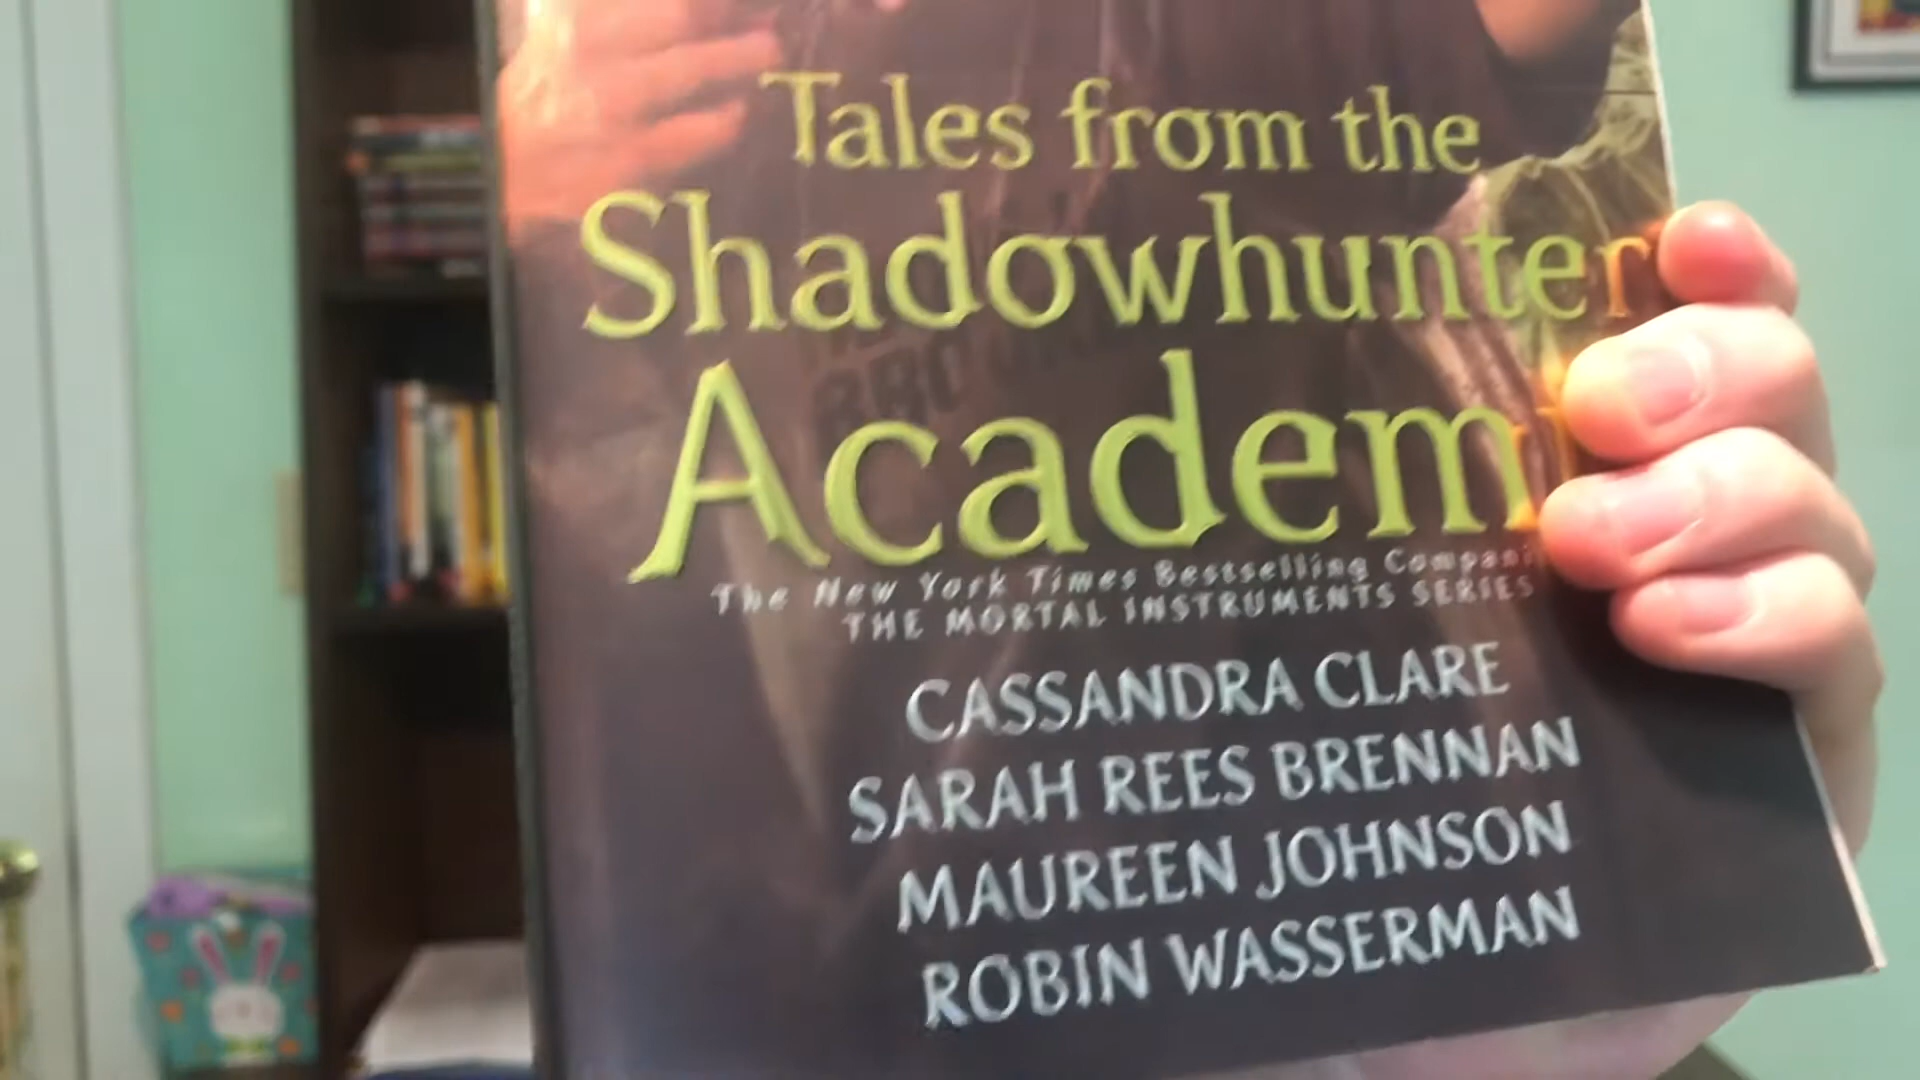 Tales from the
Shadowhunter
Academ
The New York Times Bestselling Compani
THE MORTAL INSTRUMENTS SERIES
CASSANDRA CLARE
SARAH REES BRENNAN
MAUREEN JOHNSON
ROBIN WASSERMAN